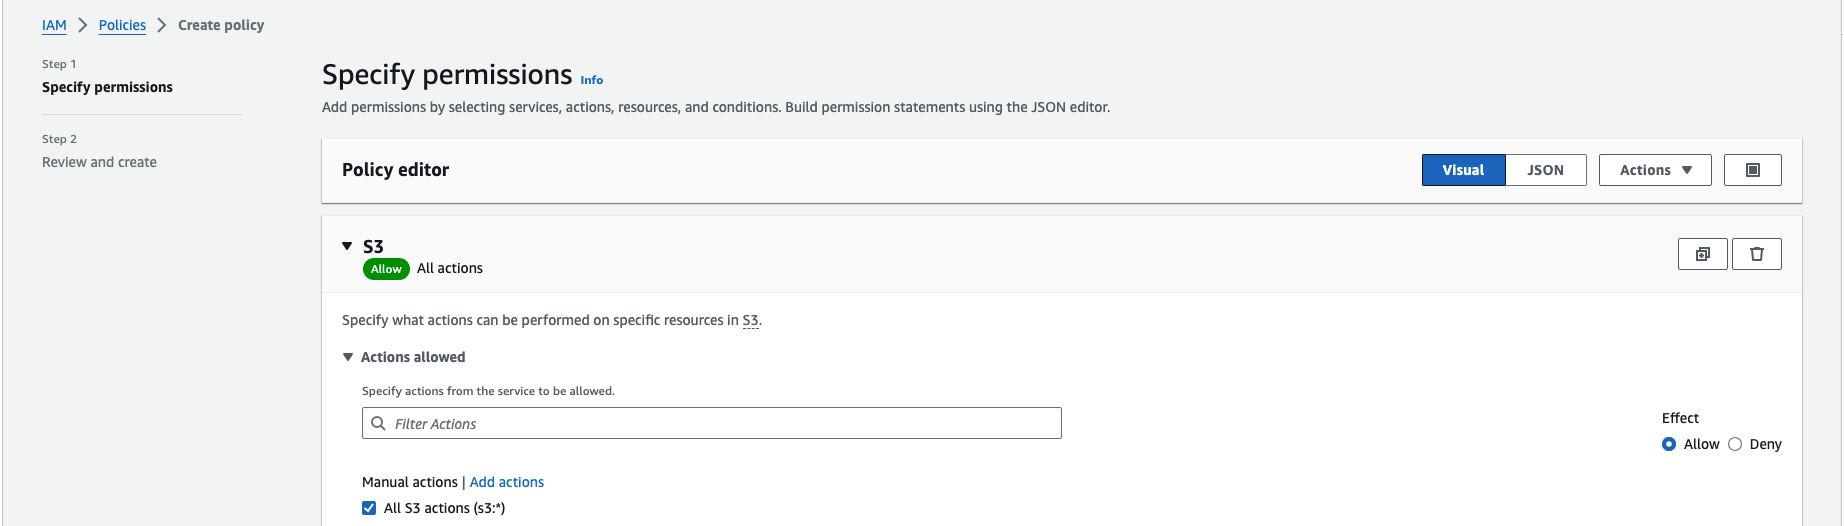 IAM > Policies > Create policy
Step 1
Specify permissions
Step 2
Review and create
Specify permissions Info
Add permissions by selecting services, actions, resources, and conditions. Build permission statements using the JSON editor.
Policy editor
Visual JSON Actions
S3
Allow All actions
Specify what actions can be performed on specific resources in S3.
Actions allowed
Specify actions from the service to be allowed.
Filter Actions
Effect
Allow Deny
Manual actions | Add actions
All S3 actions (s3:*)